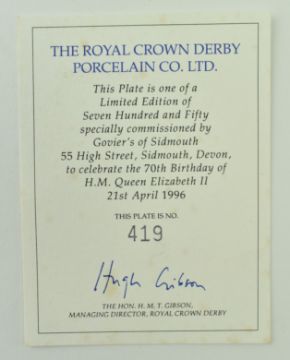 THE ROYAL CROWN DERBY
PORCELAIN CO. LTD.
This Plate is one of a
Limited Edition of
Seven Hundred and Fifty
specially commissioned by
Govier's of Sidmouth
55 High Street, Sidmouth, Devon,
to celebrate the 70th Birthday of
H.M. Queen Elizabeth II
21st April 1996
THIS PLATE IS NO.
419
Hugh Gibson
THE HON. H. M. T. GIBSON,
MANAGING DIRECTOR, ROYAL CROWN DERBY